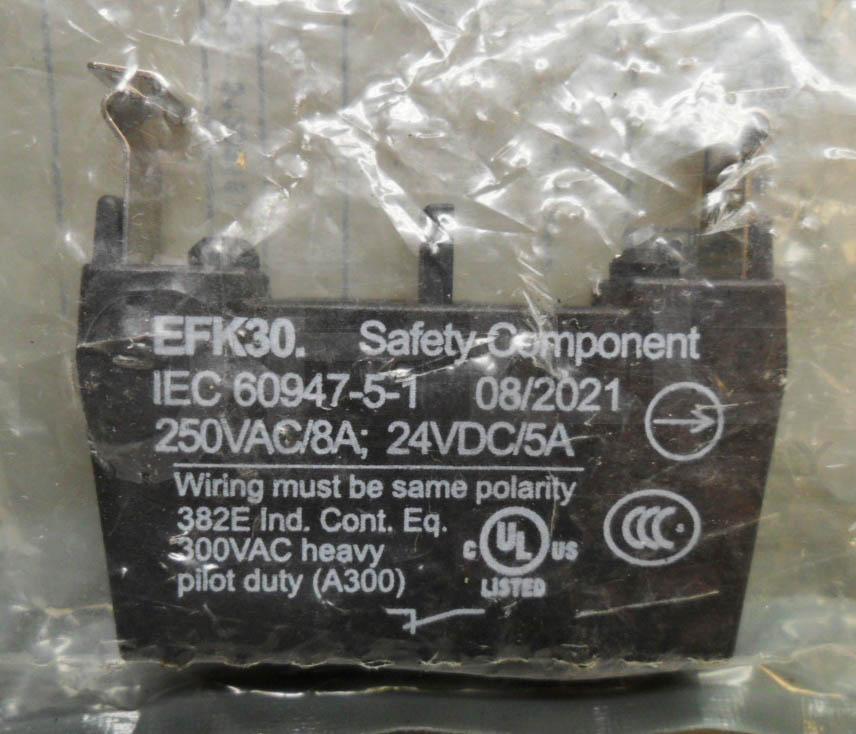 EFK30. Safety Component
IEC 60947-5-1 08/2021
250VAC/8A; 24VDC/5A
Wiring must be same polarity
382E Ind. Cont. Eq.
300VAC heavy
pilot duty (A300)
C UL US
LISTED
CCC S